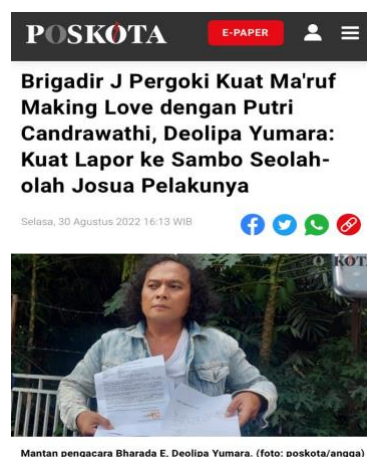 POSKOTA
E-PAPER
Brigadir J Pergoki Kuat Ma'ruf
Making Love dengan Putri
Candrawathi, Deolipa Yumara:
Kuat Lapor ke Sambo Seolah-
olah Josua Pelakunya
Selasa, 30 Agustus 2022 16:13 WIB
Mantan pengacara Bharada E, Deolipa Yumara. (foto: poskota/angga)